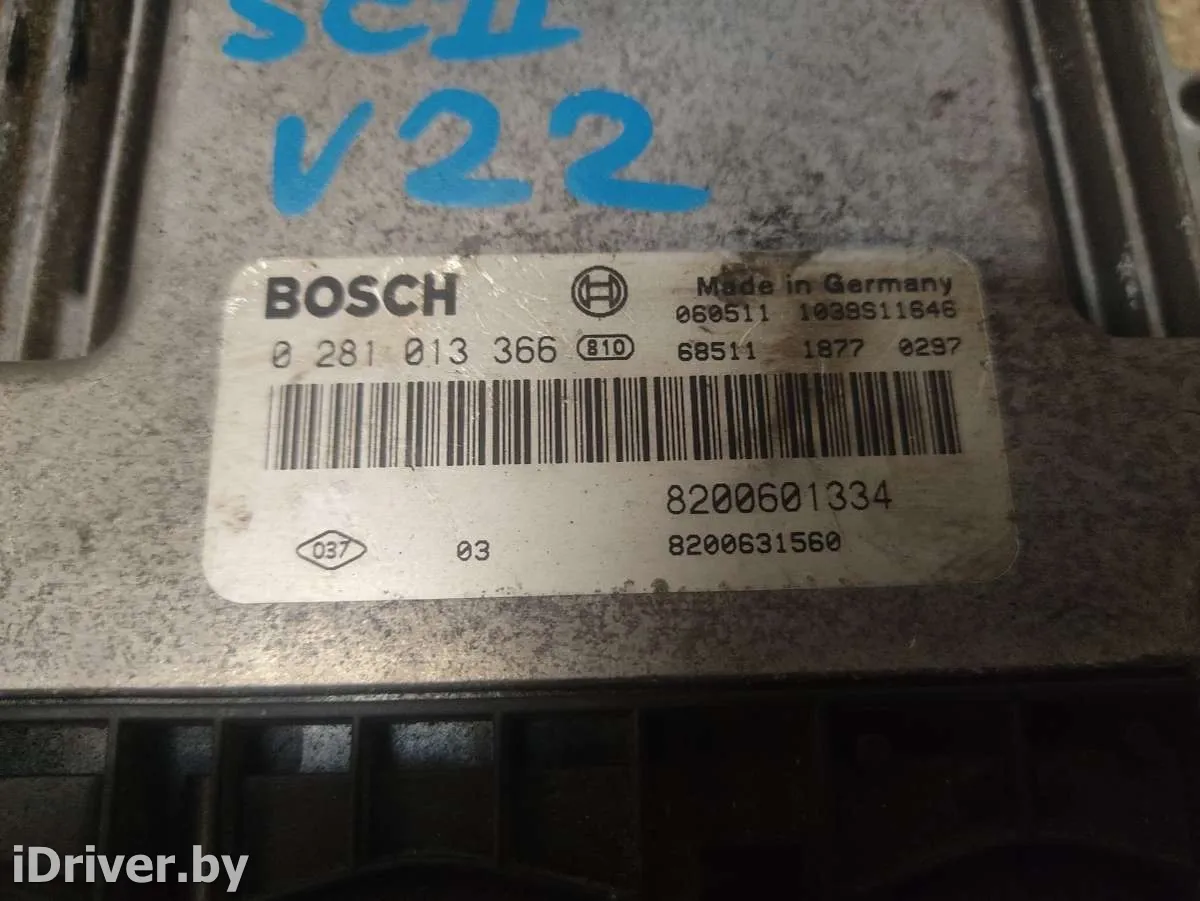 SCII
V22
BOSCH
Made in Germany
060511 1039S11846
0 281 013 366 810 68511 1877 0297
8200601334
037 03 8200631560
iDriver.by